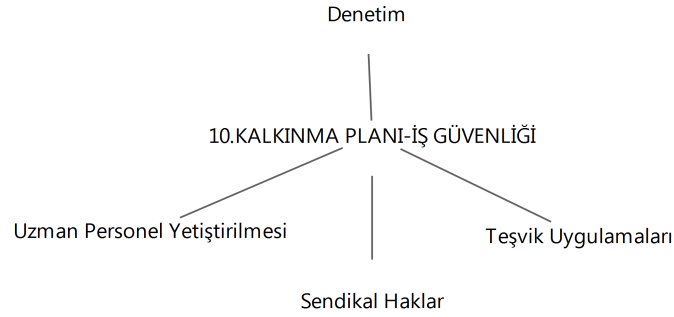 Denetim
10.KALKINMA PLANI-İŞ GÜVENLİĞİ
Uzman Personel Yetiştirilmesi
Teşvik Uygulamaları
Sendikal Haklar